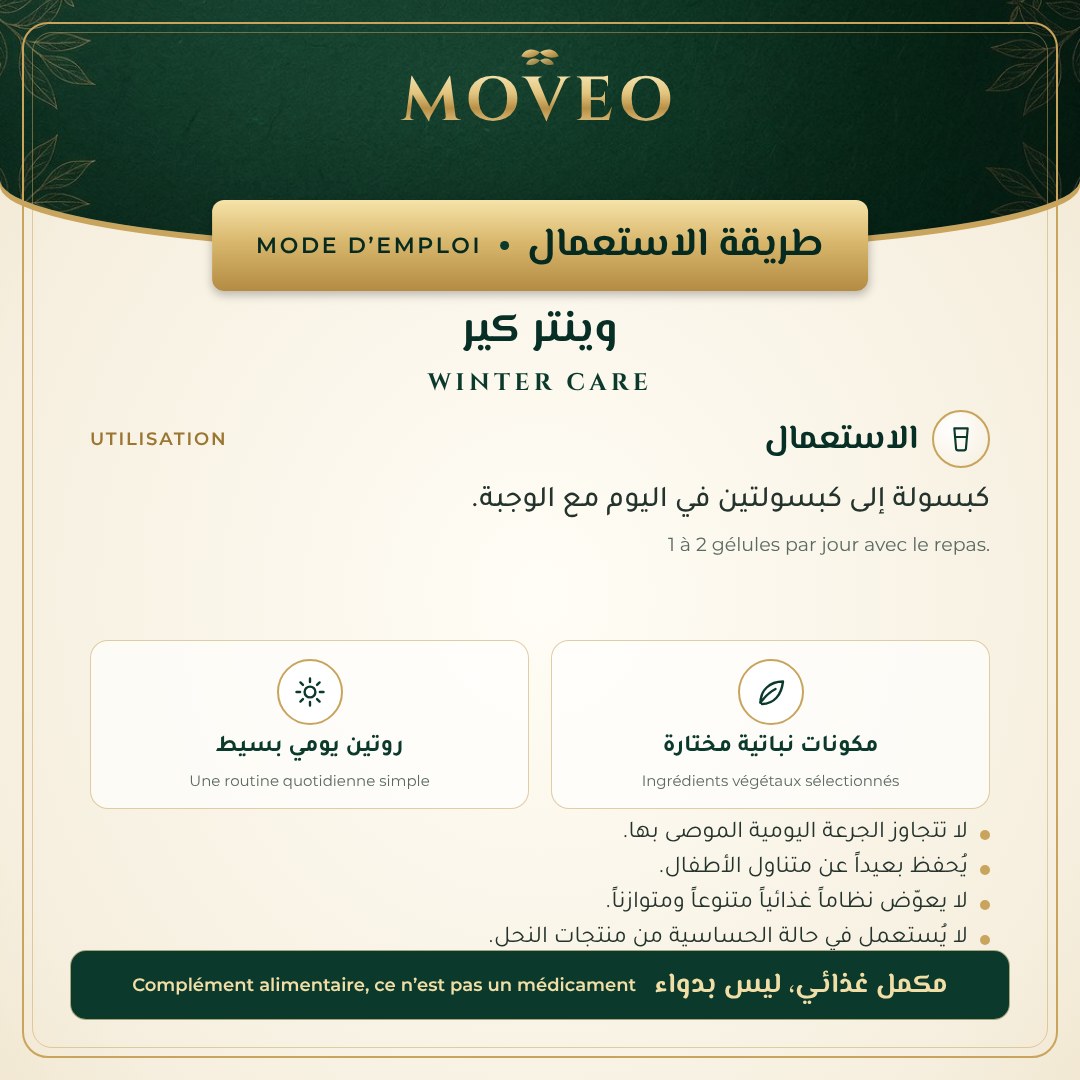 MOVEO
طريقة الاستعمال • MODE D’EMPLOI
وينتر كير
WINTER CARE
الاستعمال
UTILISATION
كبسولة إلى كبسولتين في اليوم مع الوجبة.
1 à 2 gélules par jour avec le repas.
مكونات نباتية مختارة
Ingrédients végétaux sélectionnés
روتين يومي بسيط
Une routine quotidienne simple
لا تتجاوز الجرعة اليومية الموصى بها.
يُحفظ بعيداً عن متناول الأطفال.
لا يعوّض نظاماً غذائياً متنوعاً ومتوازناً.
لا يُستعمل في حالة الحساسية من منتجات النحل.
مكمل غذائي، ليس بدواء Complément alimentaire, ce n’est pas un médicament